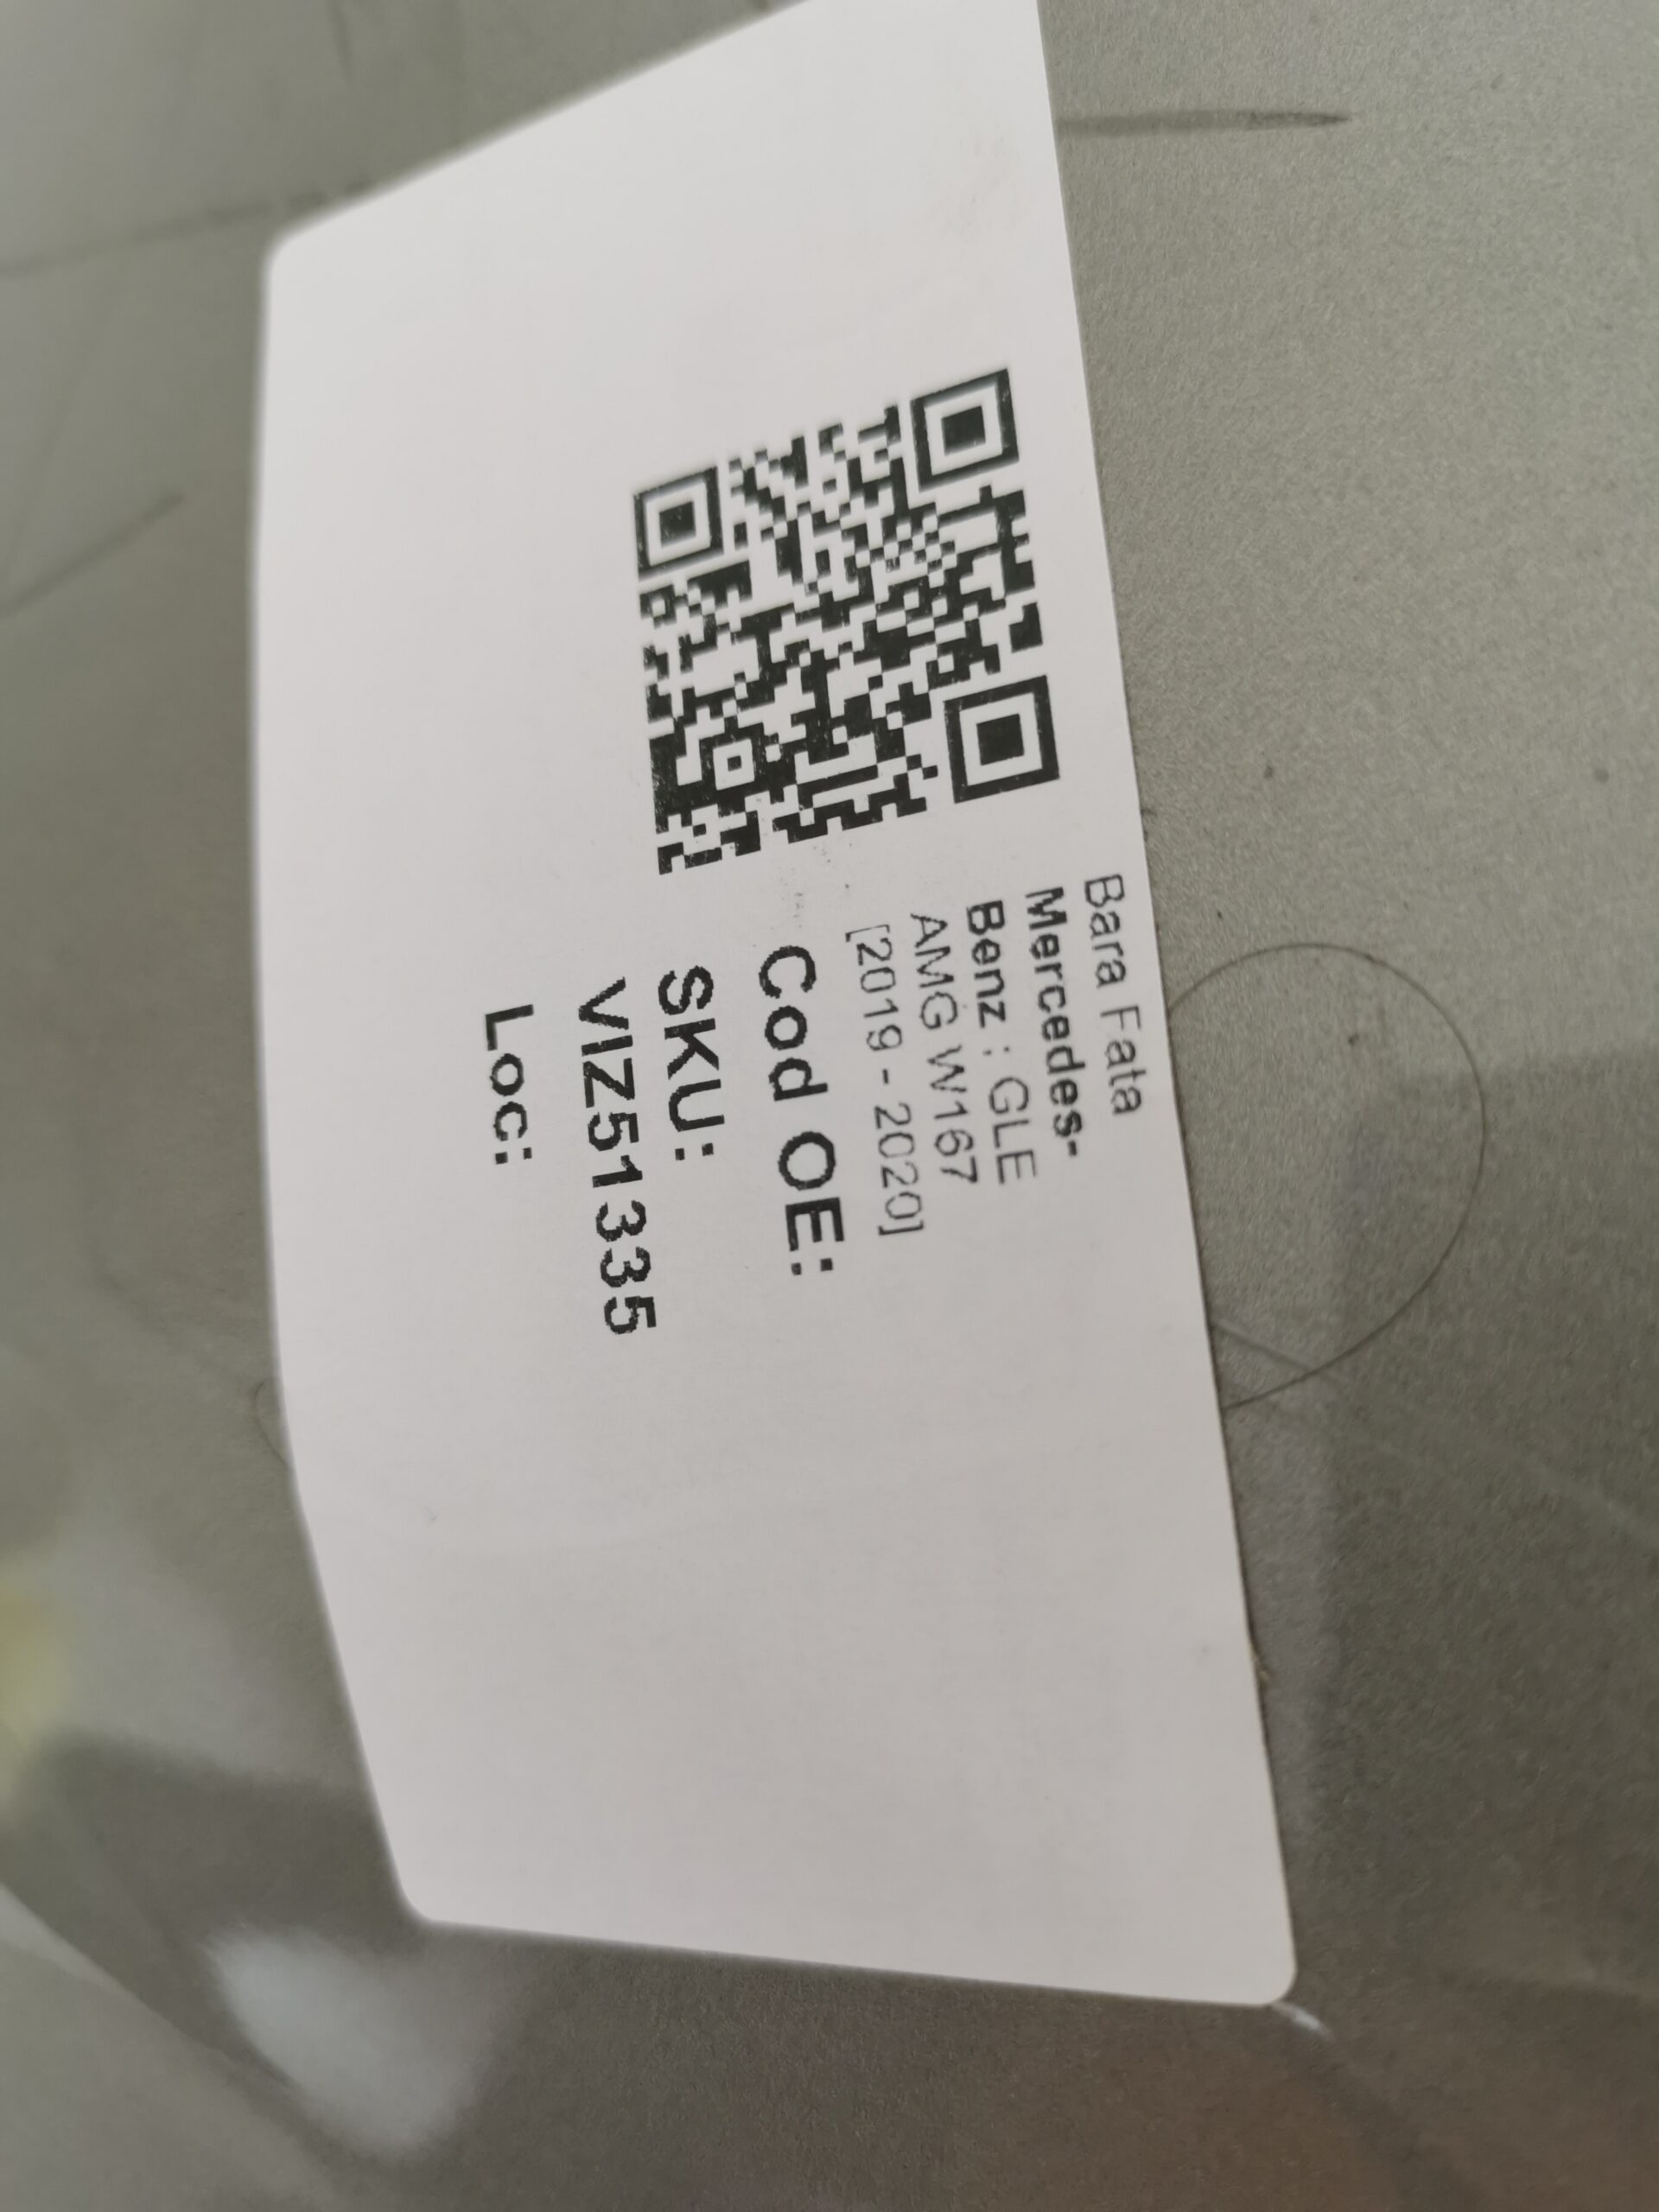 Bara Fata
Mercedes-
Benz : GLE
AMG W167
[2019 - 2020]
Cod OE:
SKU:
VIZ51335
Loc: